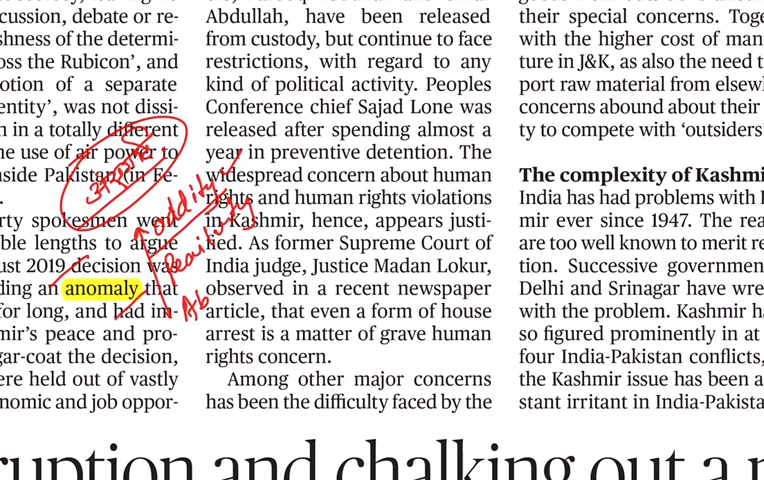 cussion, debate or re-
shness of the determi-
oss the Rubicon’, and
otion of a separate
entity’, was not dissi-
n in a totally different
he use of air power to
nside Pakistan (in Fe-
rty spokesmen went
ble lengths to argue
ust 2019 decision was
ding an anomaly that
for long, and had im-
mir’s peace and pro-
gar-coat the decision,
ere held out of vastly
nomic and job oppor-
Abdullah, have been released
from custody, but continue to face
restrictions, with regard to any
kind of political activity. Peoples
Conference chief Sajad Lone was
released after spending almost a
year in preventive detention. The
widespread concern about human
rights and human rights violations
in Kashmir, hence, appears justi-
fied. As former Supreme Court of
India judge, Justice Madan Lokur,
observed in a recent newspaper
article, that even a form of house
arrest is a matter of grave human
rights concern.
Among other major concerns
has been the difficulty faced by the
their special concerns. Toge
with the higher cost of man
ture in J&K, as also the need t
port raw material from elsew
concerns abound about their
ty to compete with ‘outsiders’
The complexity of Kashmi
India has had problems with
mir ever since 1947. The rea
are too well known to merit re
tion. Successive governmen
Delhi and Srinagar have wre
with the problem. Kashmir ha
so figured prominently in at
four India-Pakistan conflicts,
the Kashmir issue has been a
stant irritant in India-Pakista
oddity
Ab
ruption and chalking out a